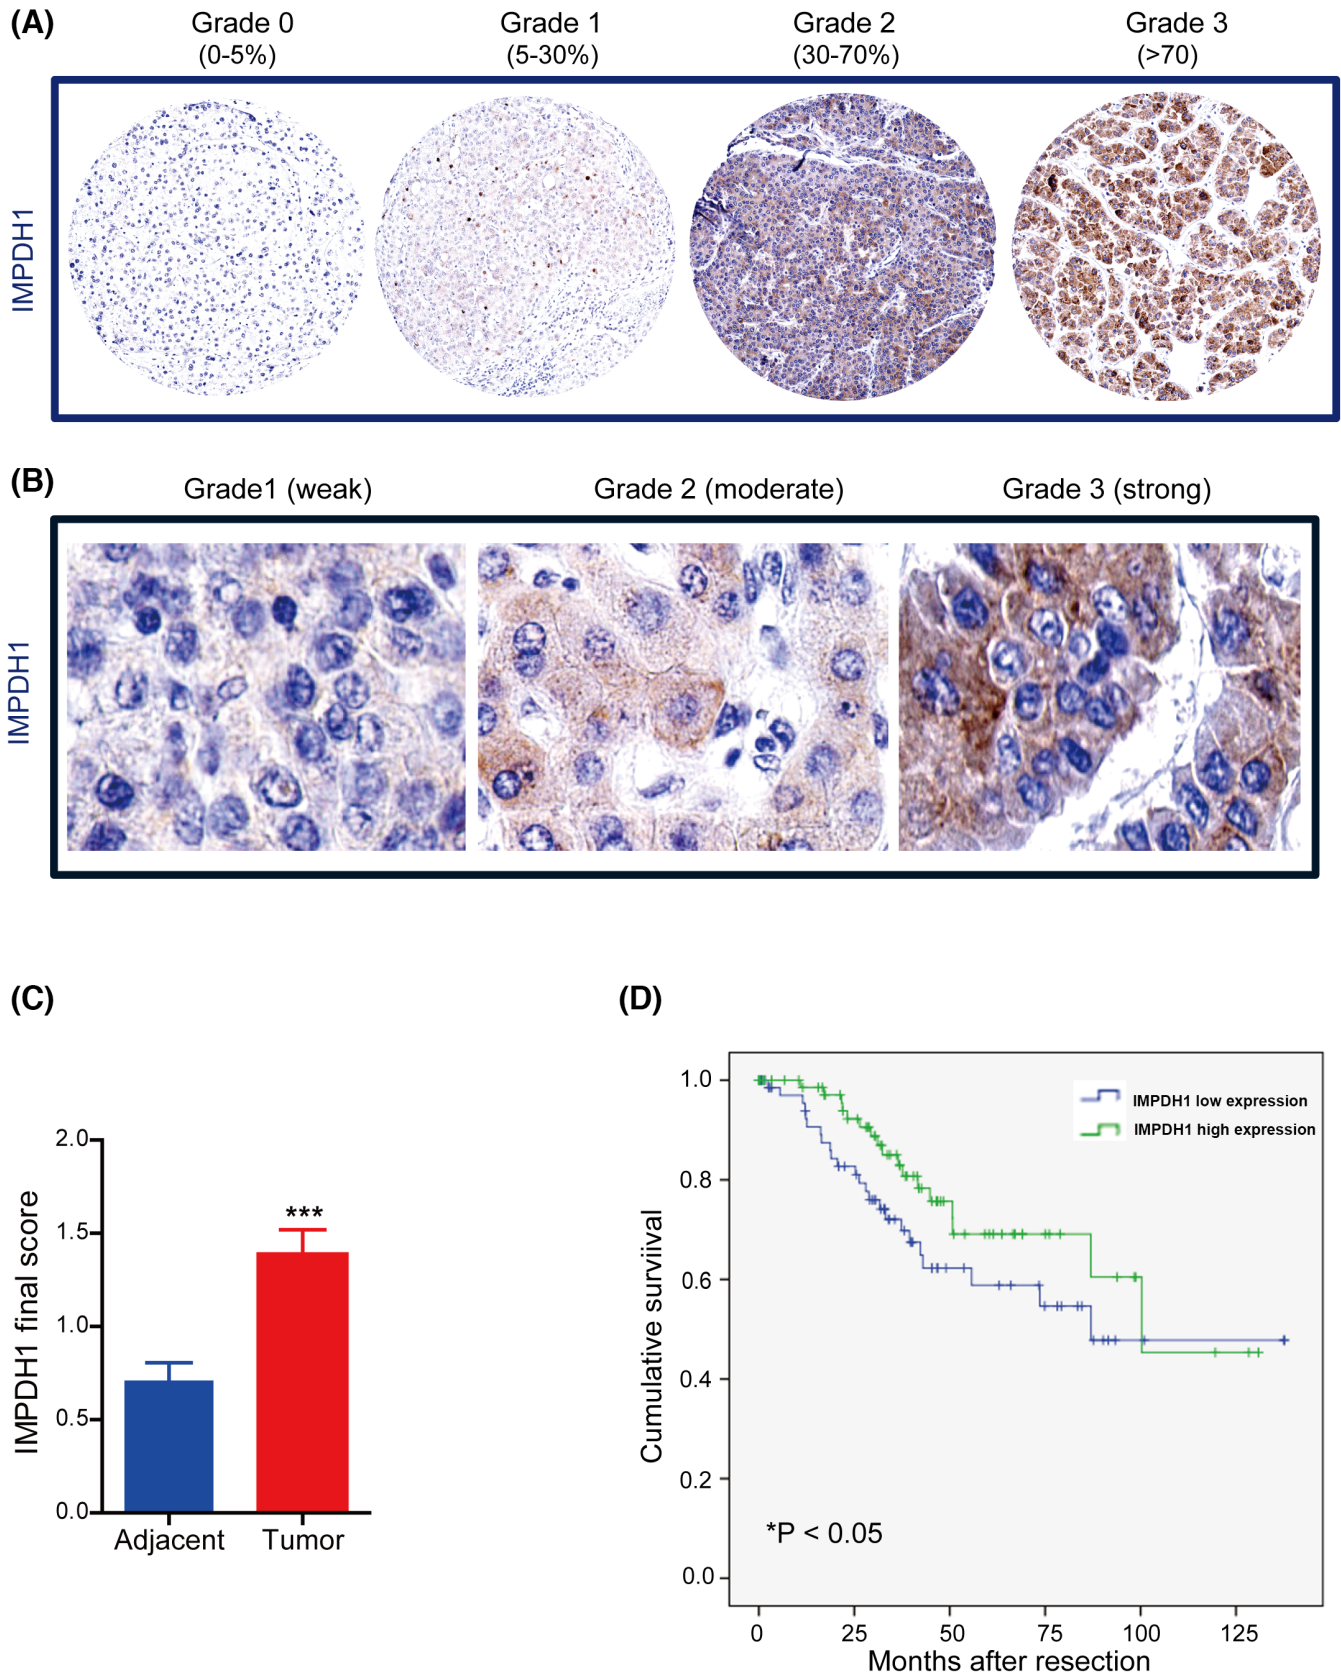 (A)
Grade 0
(0-5%)
Grade 1
(5-30%)
Grade 2
(30-70%)
Grade 3
(>70)
IMPDH1
(B)
Grade1 (weak)
Grade 2 (moderate)
Grade 3 (strong)
IMPDH1
(C)
IMPDH1 final score
2.0
1.5
1.0
0.5
0.0
***
Adjacent
Tumor
(D)
Cumulative surviival
1.0
0.8
0.6
0.4
0.2
0.0
IMPDH1 low expression
IMPDH1 high expression
*P < 0.05
0
25
50
75
100
125
Months after resection